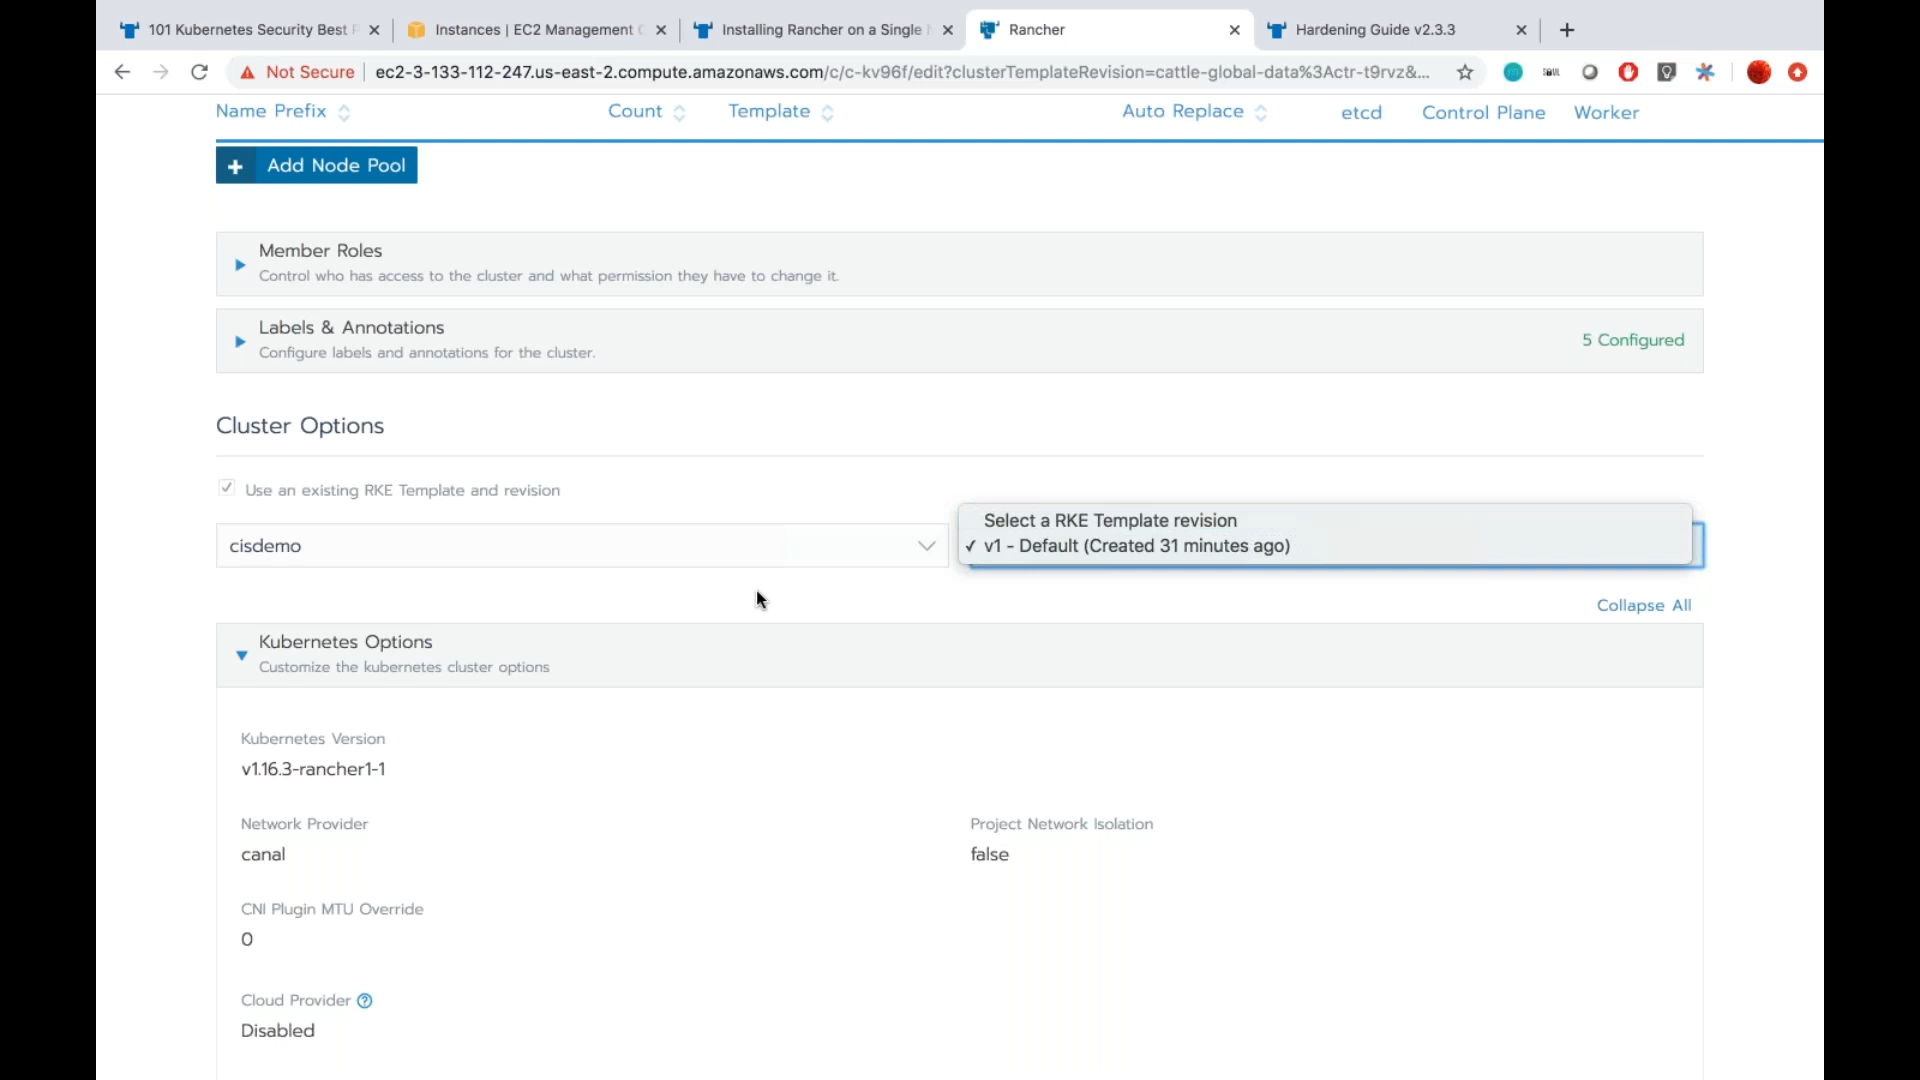 101 Kubernetes Security Best P
Instances | EC2 Management C
Installing Rancher on a Single N
Rancher
Hardening Guide v2.3.3
Not Secure
ec2-3-133-112-247.us-east-2.compute.amazonaws.com/c/c-kv96f/edit?clusterTemplateRevision=cattle-global-data%3Actr-t9rvz&...
Name Prefix Count Template Auto Replace etcd Control Plane Worker
+ Add Node Pool
Member Roles
Control who has access to the cluster and what permission they have to change it.
Labels & Annotations
Configure labels and annotations for the cluster.
5 Configured
Cluster Options
Use an existing RKE Template and revision
cisdemo
Select a RKE Template revision
✓ v1 - Default (Created 31 minutes ago)
Collapse All
Kubernetes Options
Customize the kubernetes cluster options
Kubernetes Version
v1.16.3-rancher1-1
Network Provider
canal
Project Network Isolation
false
CNI Plugin MTU Override
0
Cloud Provider
Disabled